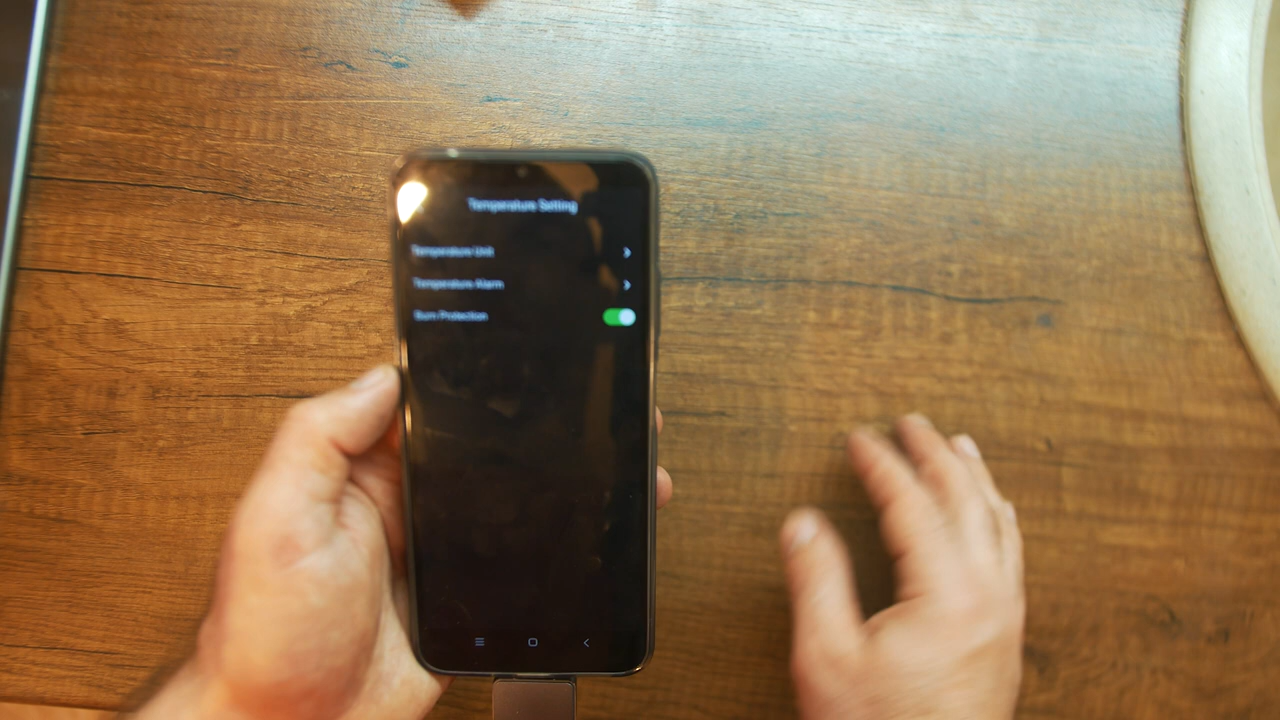 Temperature Setting
Temperature Unit
Temperature Alarm
Burn Protection